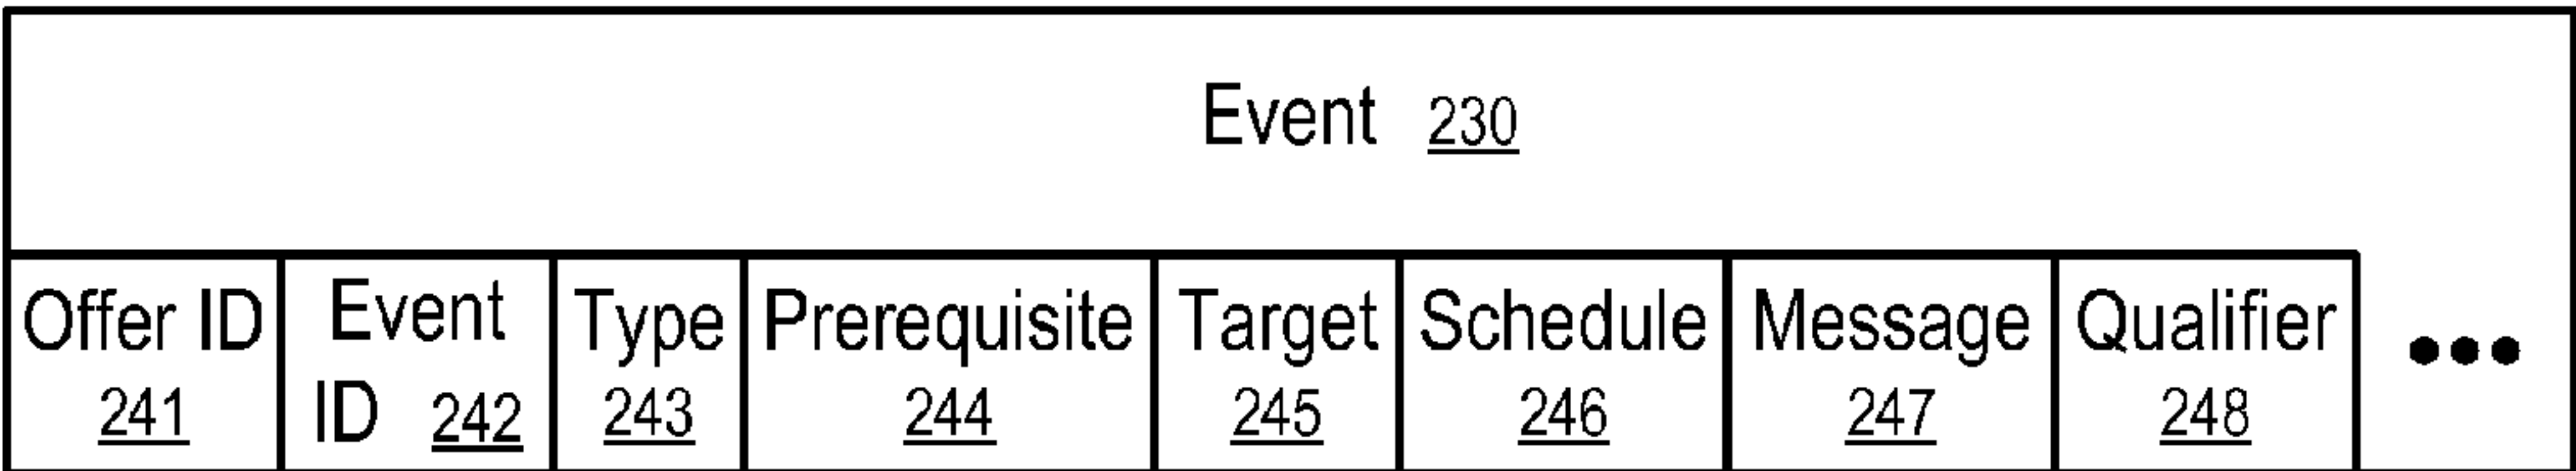 Event 230
Offer ID Event Type Prerequisite Target Schedule Message Qualifier •••
241 ID 242 243 244 245 246 247 248